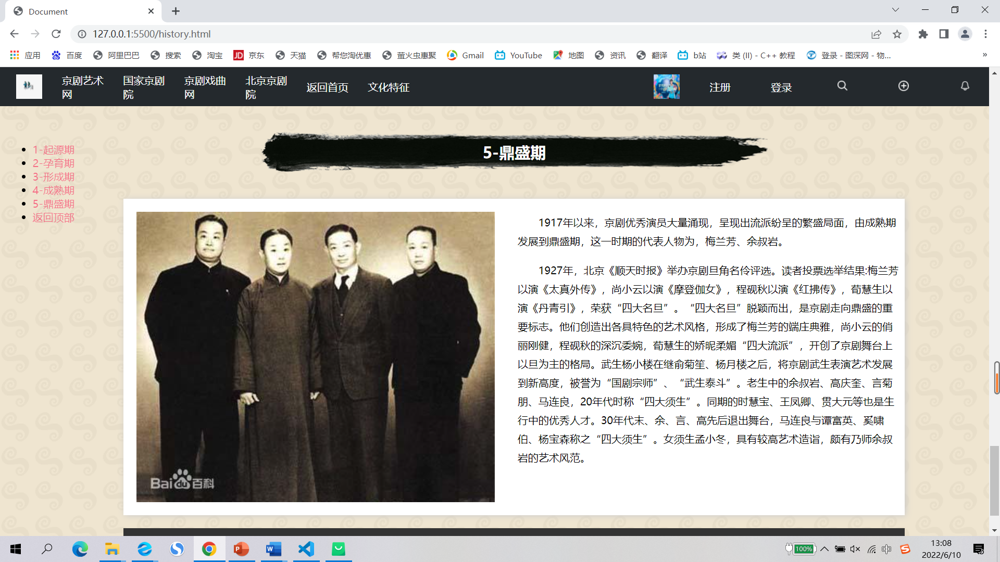 Document
127.0.0.1:5500/history.html
应用 百度 阿里巴巴 搜索 淘宝 JD 京东 天猫 帮您淘优惠 萤火虫惠聚 Gmail YouTube 地图 资讯 翻译 b站 类 (II) - C++ 教程 登录 - 图深网 - 物... »
京剧艺术网 国家京剧院 京剧戏曲网 北京京剧院 返回首页 文化特征 注册 登录
1-起源期
2-孕育期
3-形成期
4-成熟期
5-鼎盛期
返回顶部
5-鼎盛期
1917年以来，京剧优秀演员大量涌现，呈现出流派纷呈的繁盛局面，由成熟期
发展到鼎盛期，这一时期的代表人物为，梅兰芳、余叔岩。
1927年，北京《顺天时报》举办京剧旦角名伶评选。读者投票选举结果:梅兰芳
以演《太真外传》，尚小云以演《摩登伽女》，程砚秋以演《红拂传》，荀慧生以
演《丹青引》，荣获“四大名旦”。“四大名旦”脱颖而出，是京剧走向鼎盛的重
要标志。他们创造出各具特色的艺术风格，形成了梅兰芳的端庄典雅，尚小云的俏
丽刚健，程砚秋的深沉委婉，荀慧生的娇昵柔媚“四大流派”，开创了京剧舞台上
以旦为主的格局。武生杨小楼在继俞菊笙、杨月楼之后，将京剧武生表演艺术发展
到新高度，被誉为“国剧宗师”、“武生泰斗”。老生中的余叔岩、高庆奎、言菊
朋、马连良，20年代时称“四大须生”。同期的时慧宝、王凤卿、贯大元等也是生
行中的优秀人才。30年代末、余、言、高先后退出舞台，马连良与谭富英、奚啸
伯、杨宝森称之“四大须生”。女须生孟小冬，具有较高艺术造诣，颇有乃师余叔
岩的艺术风范。
Baidu百科
100% 中 13:08
2022/6/10